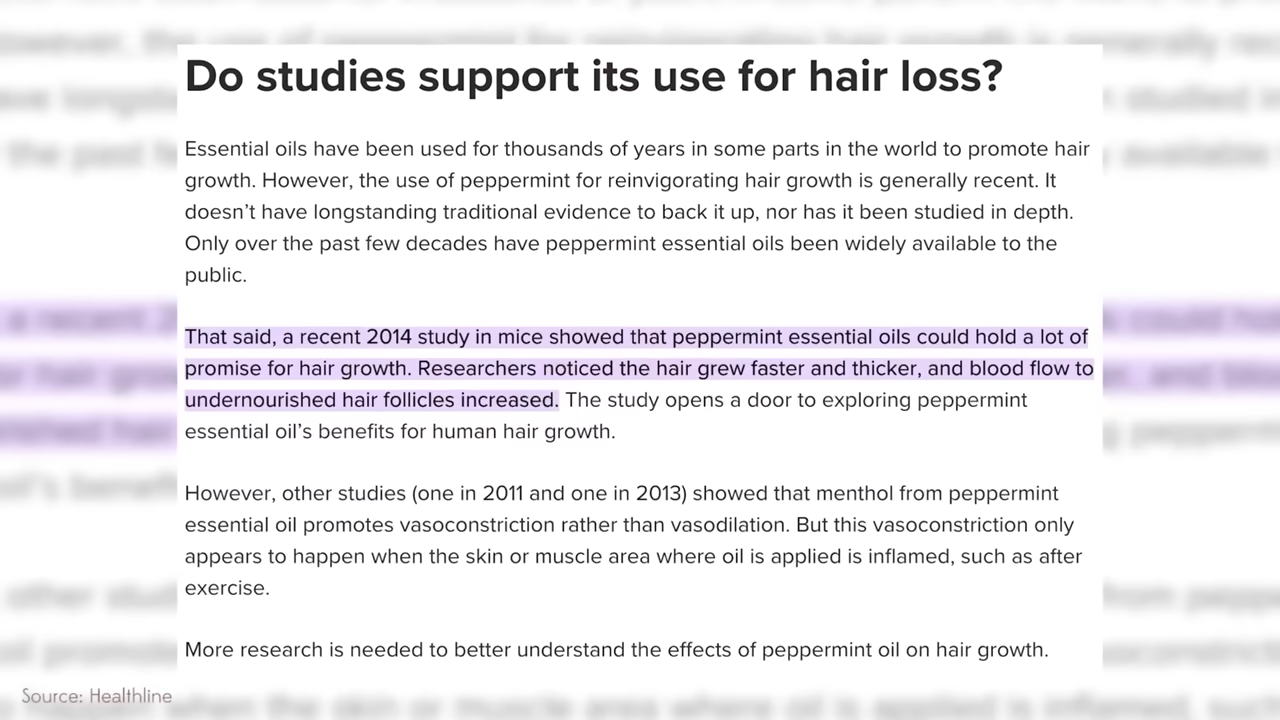 Do studies support its use for hair loss?
Essential oils have been used for thousands of years in some parts in the world to promote hair
growth. However, the use of peppermint for reinvigorating hair growth is generally recent. It
doesn’t have longstanding traditional evidence to back it up, nor has it been studied in depth.
Only over the past few decades have peppermint essential oils been widely available to the
public.
That said, a recent 2014 study in mice showed that peppermint essential oils could hold a lot of
promise for hair growth. Researchers noticed the hair grew faster and thicker, and blood flow to
undernourished hair follicles increased. The study opens a door to exploring peppermint
essential oil’s benefits for human hair growth.
However, other studies (one in 2011 and one in 2013) showed that menthol from peppermint
essential oil promotes vasoconstriction rather than vasodilation. But this vasoconstriction only
appears to happen when the skin or muscle area where oil is applied is inflamed, such as after
exercise.
More research is needed to better understand the effects of peppermint oil on hair growth.
Source: Healthline